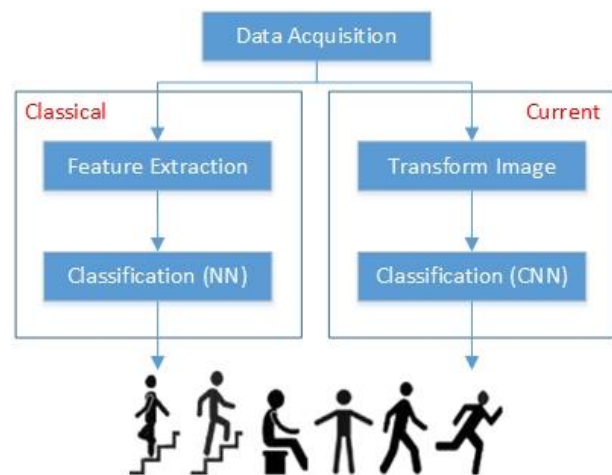 Data Acquisition
Classical
Current
Feature Extraction
Transform Image
Classification (NN)
Classification (CNN)